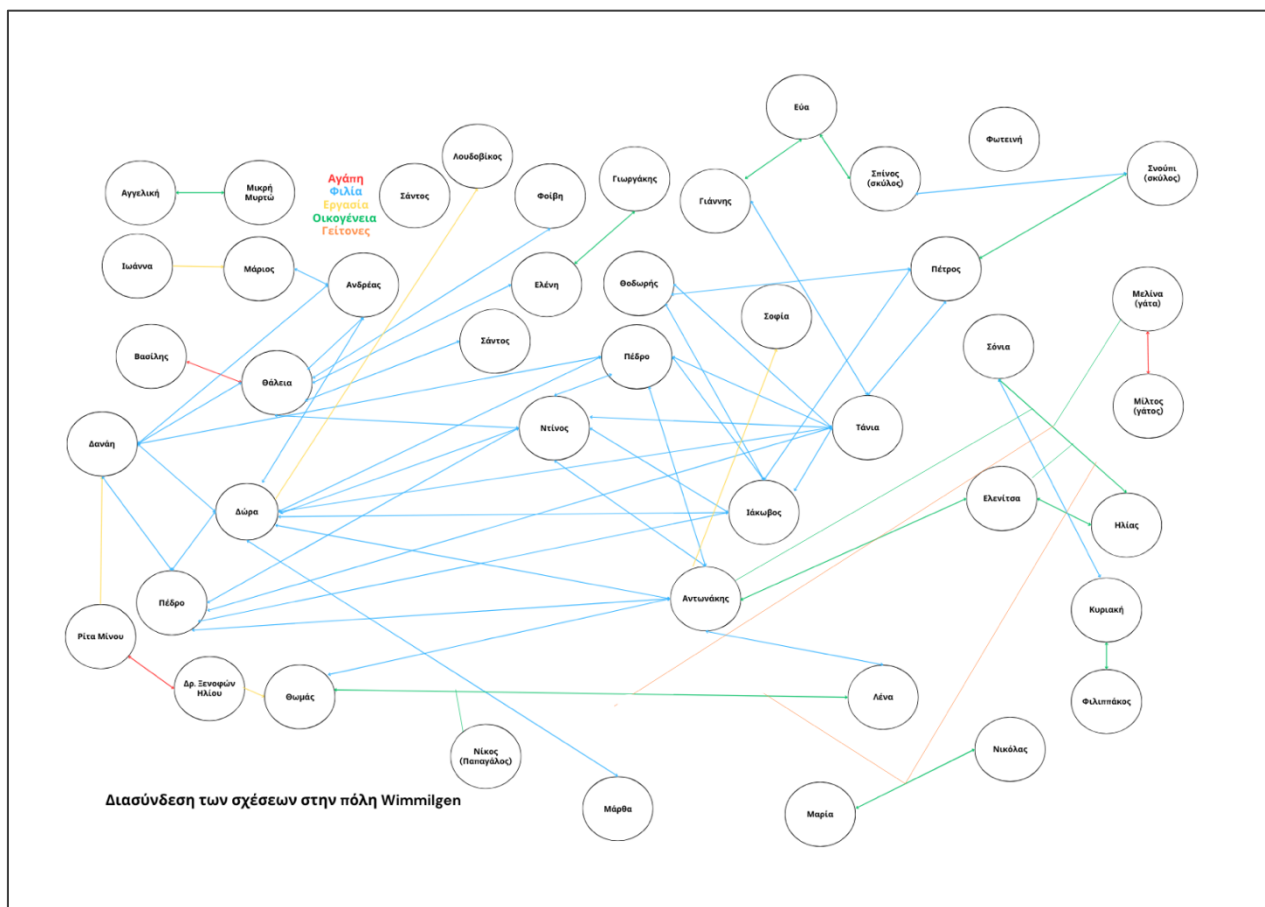 Εύα
Φωτεινή
Λουδοβίκος
Γιωργάκης
Σπίνος
(σκύλος)
Σνούπι
(σκύλος)
Αγγελική
Μικρή
Μυρτώ
Αγάπη
Φιλία
Εργασία
Οικογένεια
Γείτονες
Σάντος
Φοίβη
Γιάννης
Ιωάννα
Μάριος
Ανδρέας
Ελένη
Θοδωρής
Πέτρος
Μελίνα
(γάτα)
Σοφία
Βασίλης
Σάντος
Πέδρο
Σόνια
Θάλεια
Μίλτος
(γάτος)
Δανάη
Ντίνος
Τάνια
Δώρα
Ιάκωβος
Ελενίτσα
Ηλίας
Πέδρο
Αντωνάκης
Κυριακή
Ρίτα Μίνου
Δρ. Ξενοφών
Ηλίου
Θωμάς
Λένα
Φιλιππάκος
Νίκος
(Παπαγάλος)
Νικόλας
Διασύνδεση των σχέσεων στην πόλη Wimmilgen
Μάρθα
Μαρία